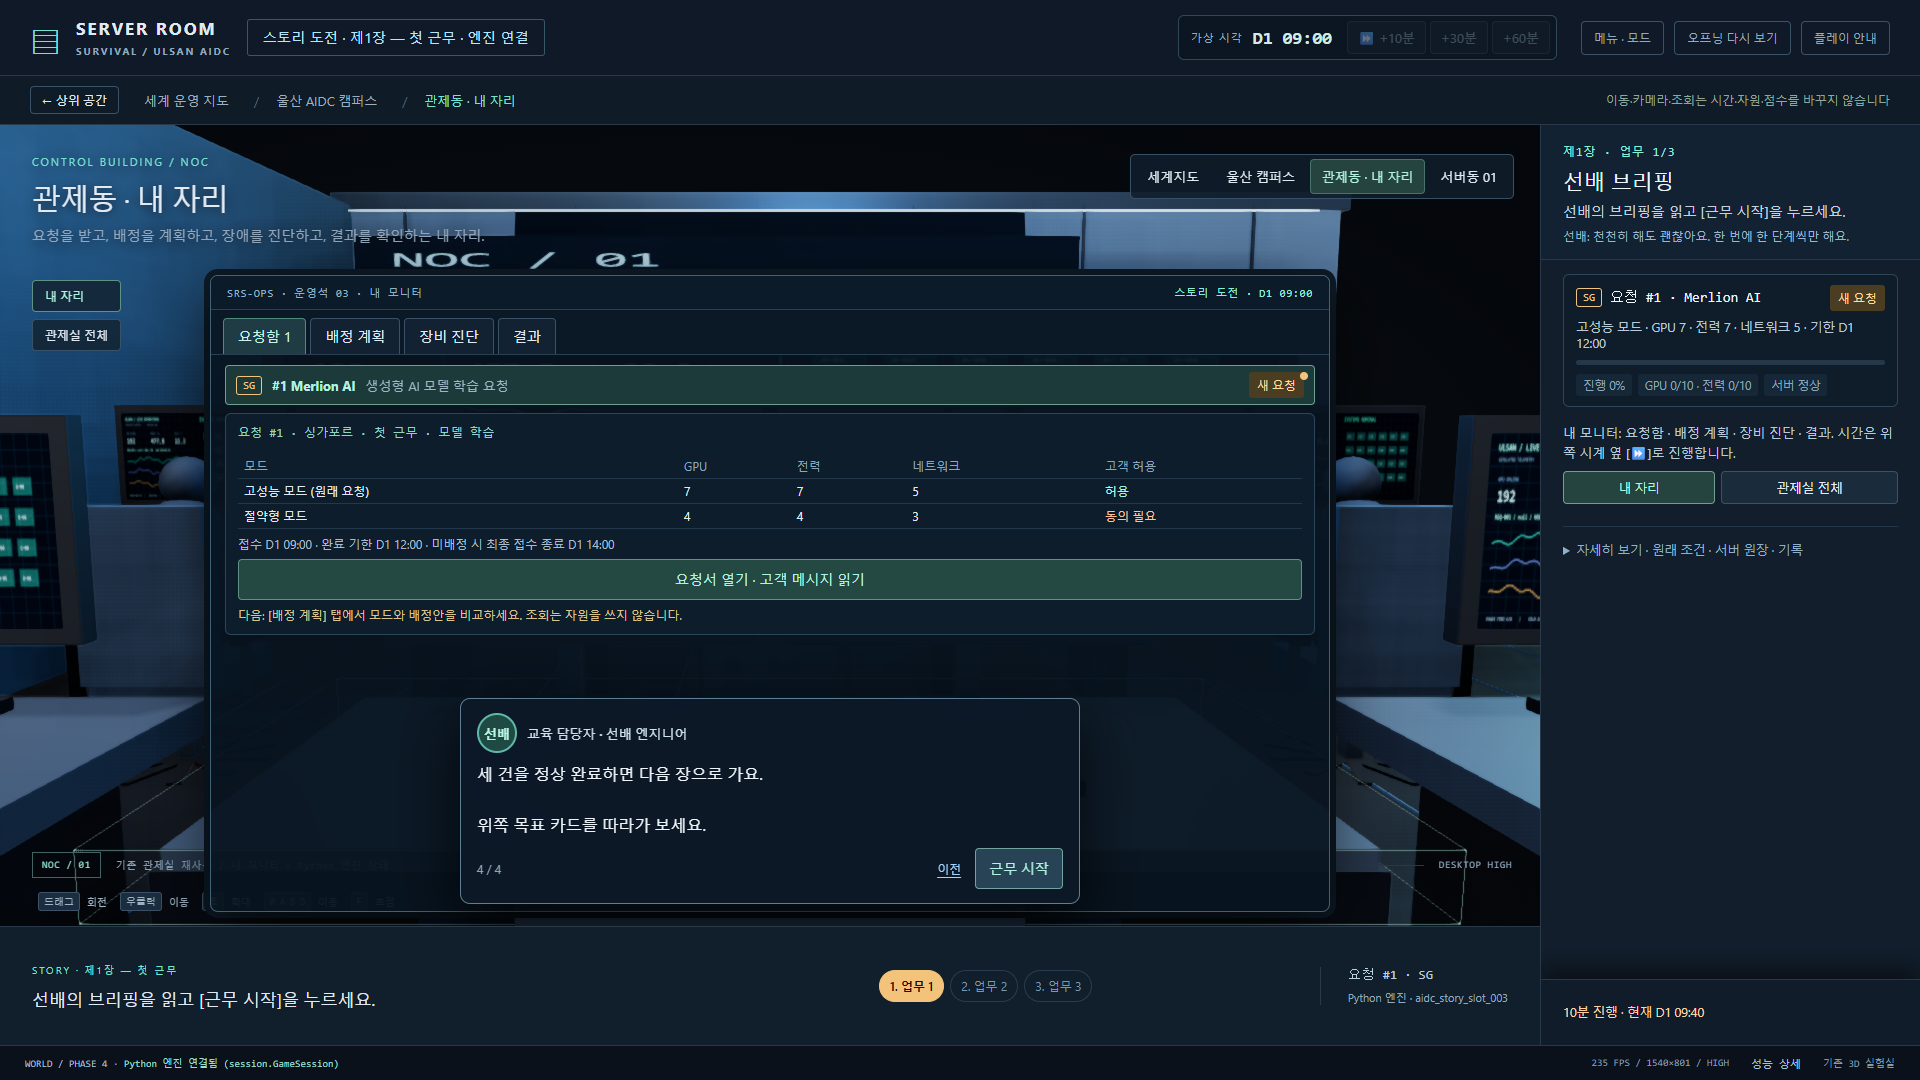 SERVER ROOM
SURVIVAL / ULSAN AIDC
스토리 도전 · 제1장 — 첫 근무 · 엔진 연결
가상 시각 D1 09:00 ⏩ +10분 +30분 +60분
메뉴 · 모드
오프닝 다시 보기
플레이 안내
← 상위 공간
세계 운영 지도 / 울산 AIDC 캠퍼스 / 관제동 · 내 자리
이동·카메라·조회는 시간·자원·점수를 바꾸지 않습니다
CONTROL BUILDING / NOC
관제동 · 내 자리
요청을 받고, 배정을 계획하고, 장애를 진단하고, 결과를 확인하는 내 자리.
세계지도 울산 캠퍼스 관제동 · 내 자리 서버동 01
내 자리
관제실 전체
NOC / 01
SRS-OPS · 운영석 03 · 내 모니터
스토리 도전 · D1 09:00
요청함 1 배정 계획 장비 진단 결과
SG #1 Merlion AI 생성형 AI 모델 학습 요청 새 요청
요청 #1 · 싱가포르 · 첫 근무 · 모델 학습
모드 GPU 전력 네트워크 고객 허용
고성능 모드 (원래 요청) 7 7 5 허용
절약형 모드 4 4 3 동의 필요
접수 D1 09:00 · 완료 기한 D1 12:00 · 미배정 시 최종 접수 종료 D1 14:00
요청서 열기 · 고객 메시지 읽기
다음: [배정 계획] 탭에서 모드와 배정안을 비교하세요. 조회는 자원을 쓰지 않습니다.
ULSAN / LIVE
192
선배 교육 담당자 · 선배 엔지니어
세 건을 정상 완료하면 다음 장으로 가요.
위쪽 목표 카드를 따라가 보세요.
4 / 4 이전 근무 시작
NOC / 01 기존 관제실 재사
DESKTOP HIGH
드래그 회전 우클릭 이동
제1장 · 업무 1/3
선배 브리핑
선배의 브리핑을 읽고 [근무 시작]을 누르세요.
선배: 천천히 해도 괜찮아요. 한 번에 한 단계씩만 해요.
SG 요청 #1 · Merlion AI 새 요청
고성능 모드 · GPU 7 · 전력 7 · 네트워크 5 · 기한 D1
12:00
진행 0% GPU 0/10 · 전력 0/10 서버 정상
내 모니터: 요청함 · 배정 계획 · 장비 진단 · 결과. 시간은 위
쪽 시계 옆 [⏩]로 진행합니다.
내 자리 관제실 전체
▶ 자세히 보기 · 원래 조건 · 서버 원장 · 기록
STORY · 제1장 — 첫 근무
선배의 브리핑을 읽고 [근무 시작]을 누르세요.
1. 업무 1 2. 업무 2 3. 업무 3
요청 #1 · SG
Python 엔진 · aidc_story_slot_003
10분 진행 · 현재 D1 09:40
WORLD / PHASE 4 · Python 엔진 연결됨 (session.GameSession)
235 FPS / 1540×801 / HIGH 성능 상세 기존 3D 실험실